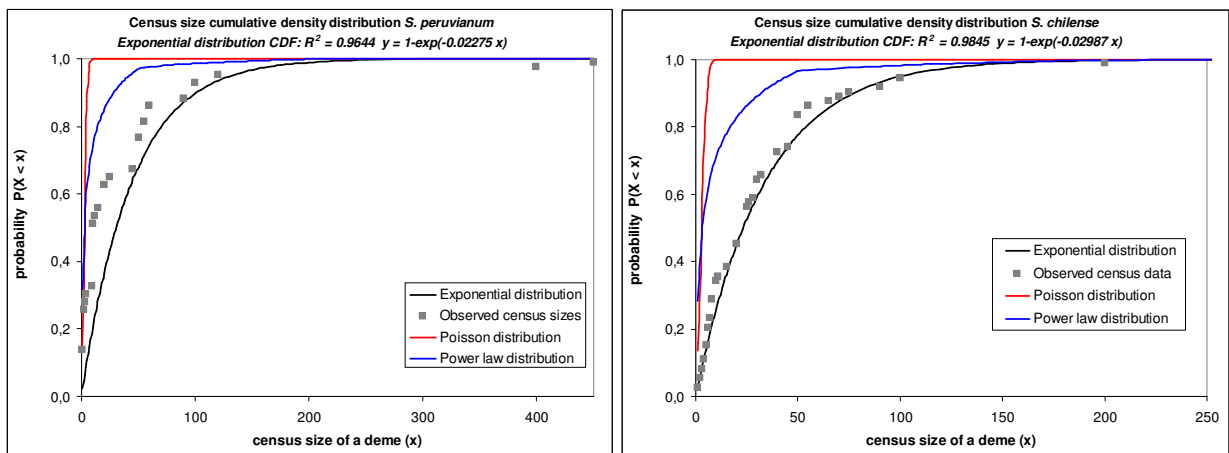 Census size cumulative density distribution S. peruvianum
Exponential distribution CDF: R² = 0.9644 y = 1-exp(-0.02275 x)
1,0
0,8
0,6
0,4
0,2
0,0
probability P(X < x)
Exponential distribution
Observed census sizes
Poisson distribution
Power law distribution
0 100 200 300 400
census size of a deme (x)
Census size cumulative density distribution S. chilense
Exponential distribution CDF: R² = 0.9845 y = 1-exp(-0.02987 x)
1,0
0,8
0,6
0,4
0,2
0,0
probability P(X < x)
Exponential distribution
Observed census data
Poisson distribution
Power law distribution
0 50 100 150 200 250
census size of a deme (x)